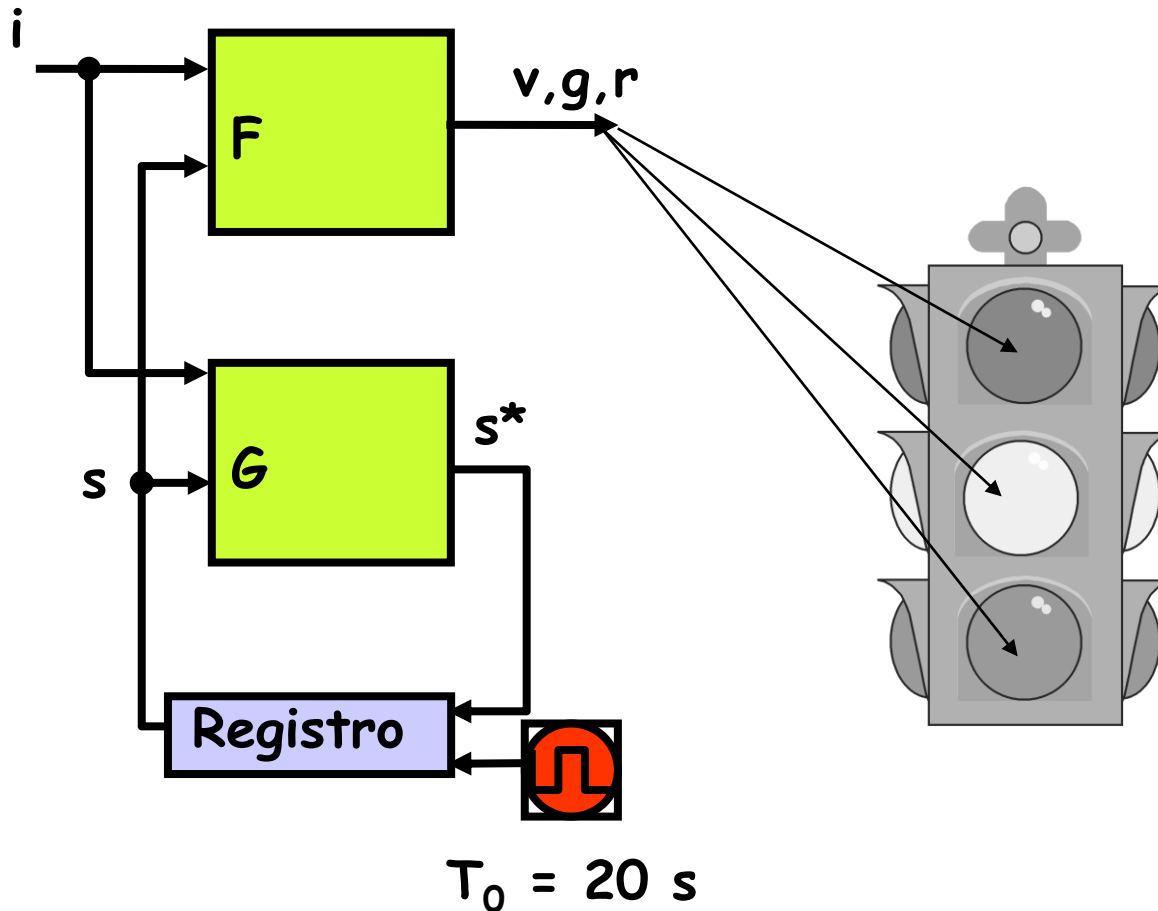 i
v,g,r
F
s*
G
s
Registro
T₀ = 20 s